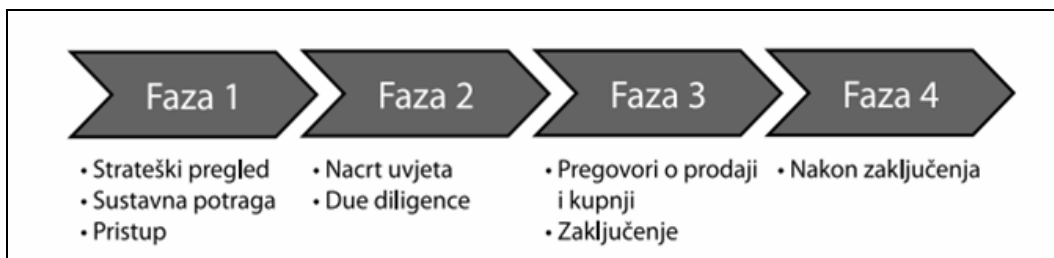 Faza 1
• Strateški pregled
• Sustavna potraga
• Pristup
Faza 2
• Nacrt uvjeta
• Due diligence
Faza 3
• Pregovori o prodaji
i kupnji
• Zaključenje
Faza 4
• Nakon zaključenja